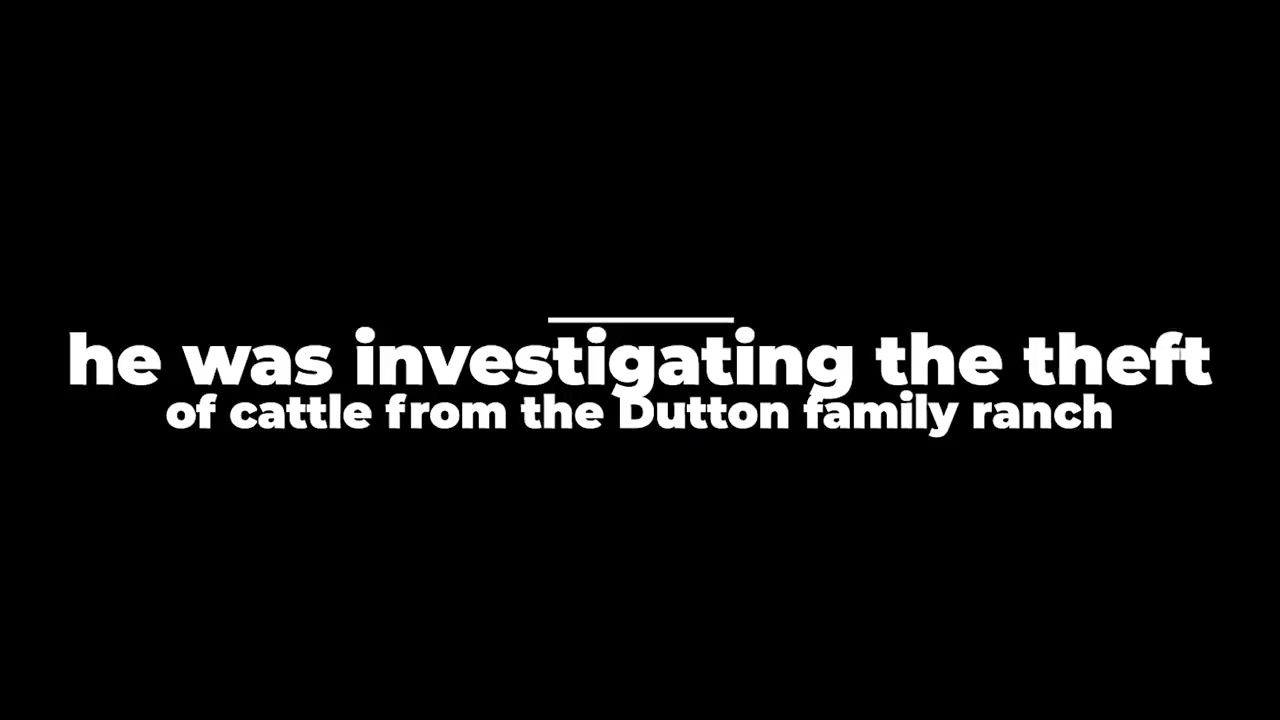 he was investigating the theft
of cattle from the Dutton family ranch